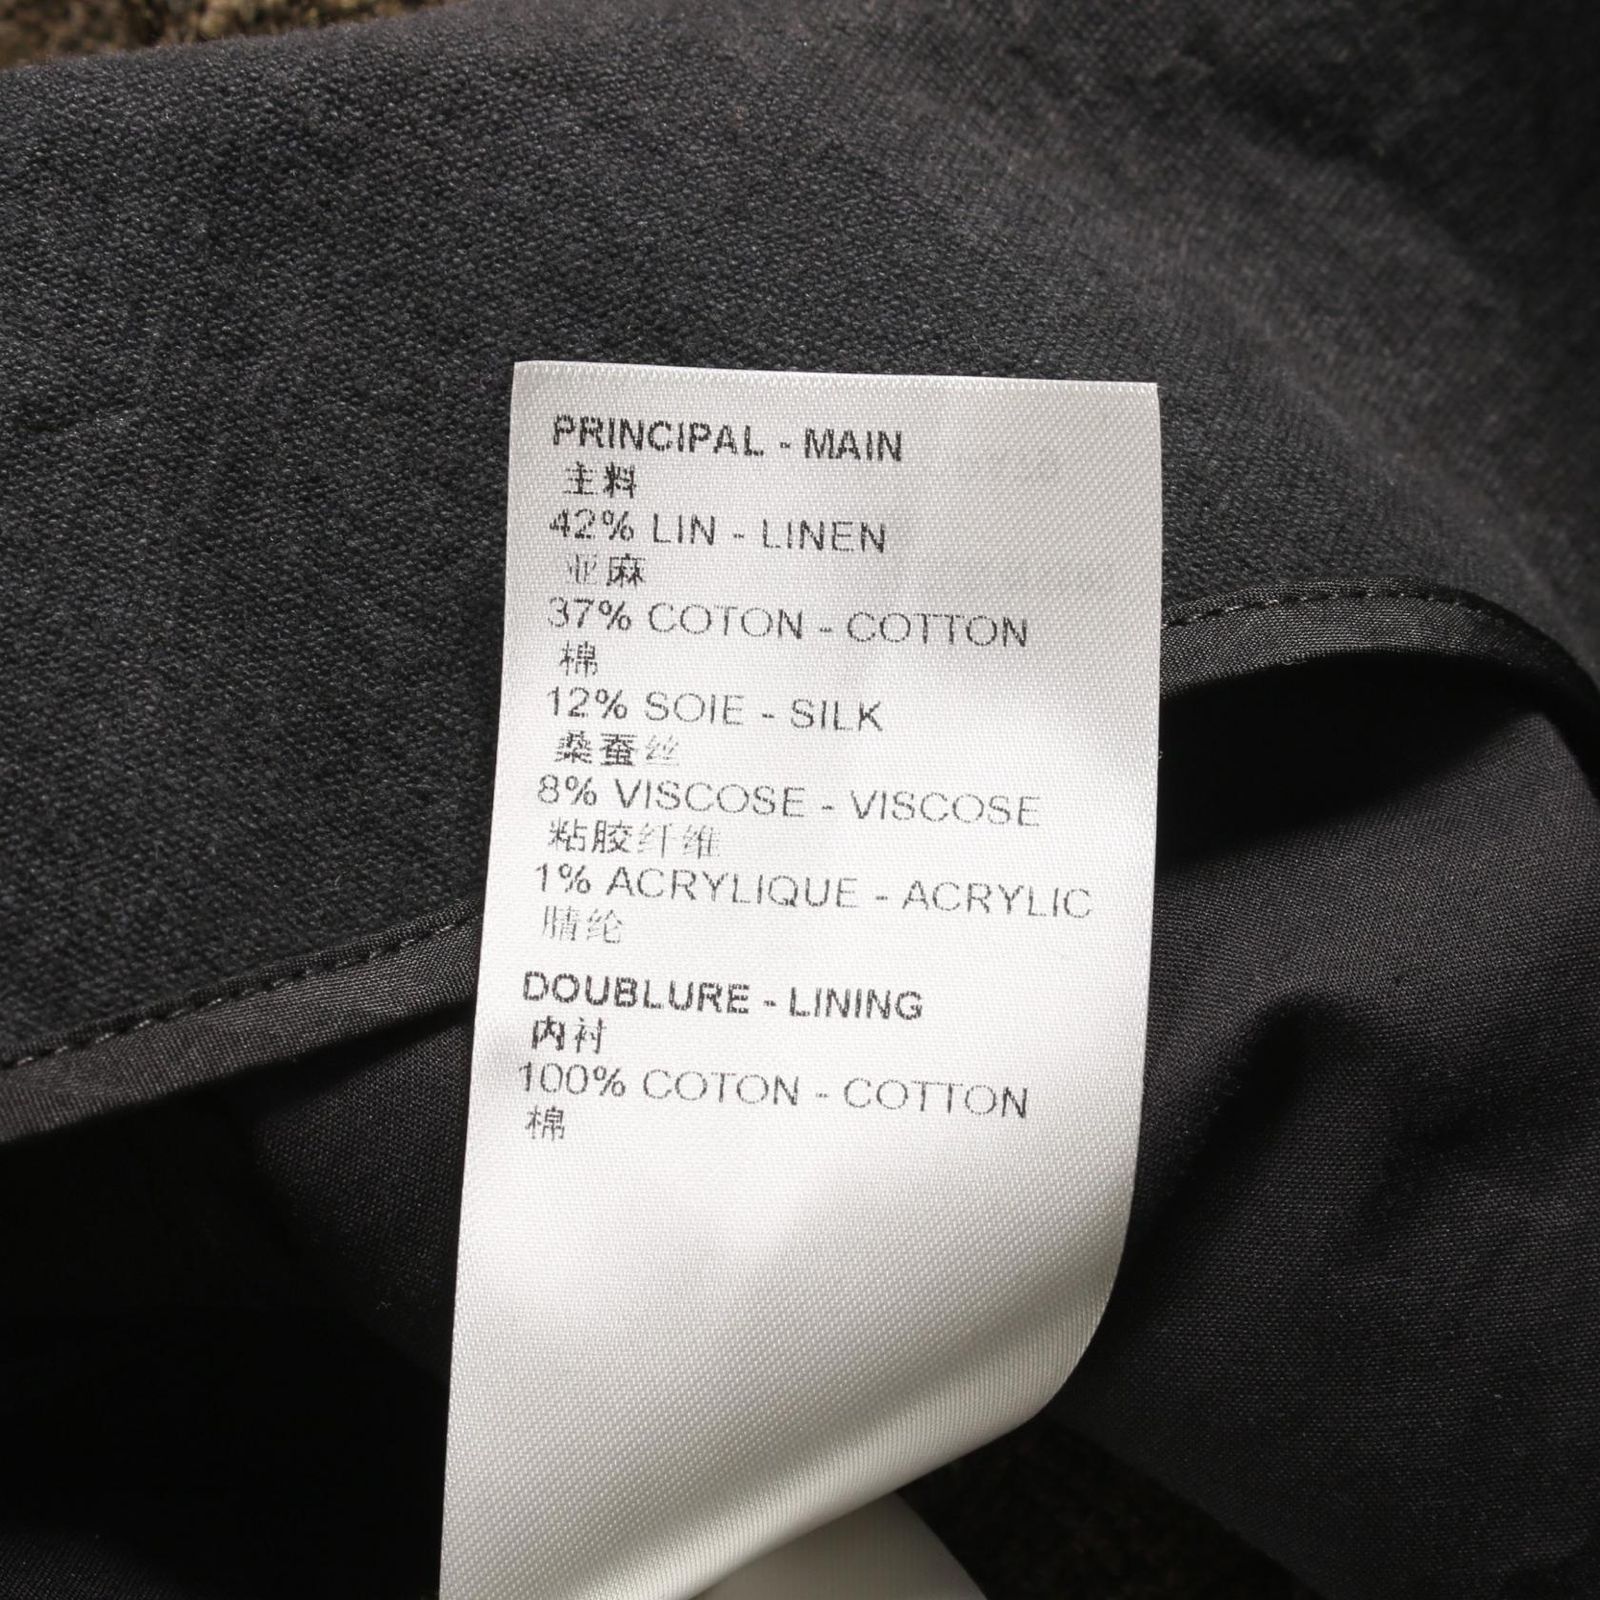 PRINCIPAL - MAIN
主料
42% LIN - LINEN
亚麻
37% COTON - COTTON
棉
12% SOIE - SILK
桑蚕丝
8% VISCOSE - VISCOSE
粘胶纤维
1% ACRYLIQUE - ACRYLIC
腈纶
DOUBLURE - LINING
内衬
100% COTON - COTTON
棉